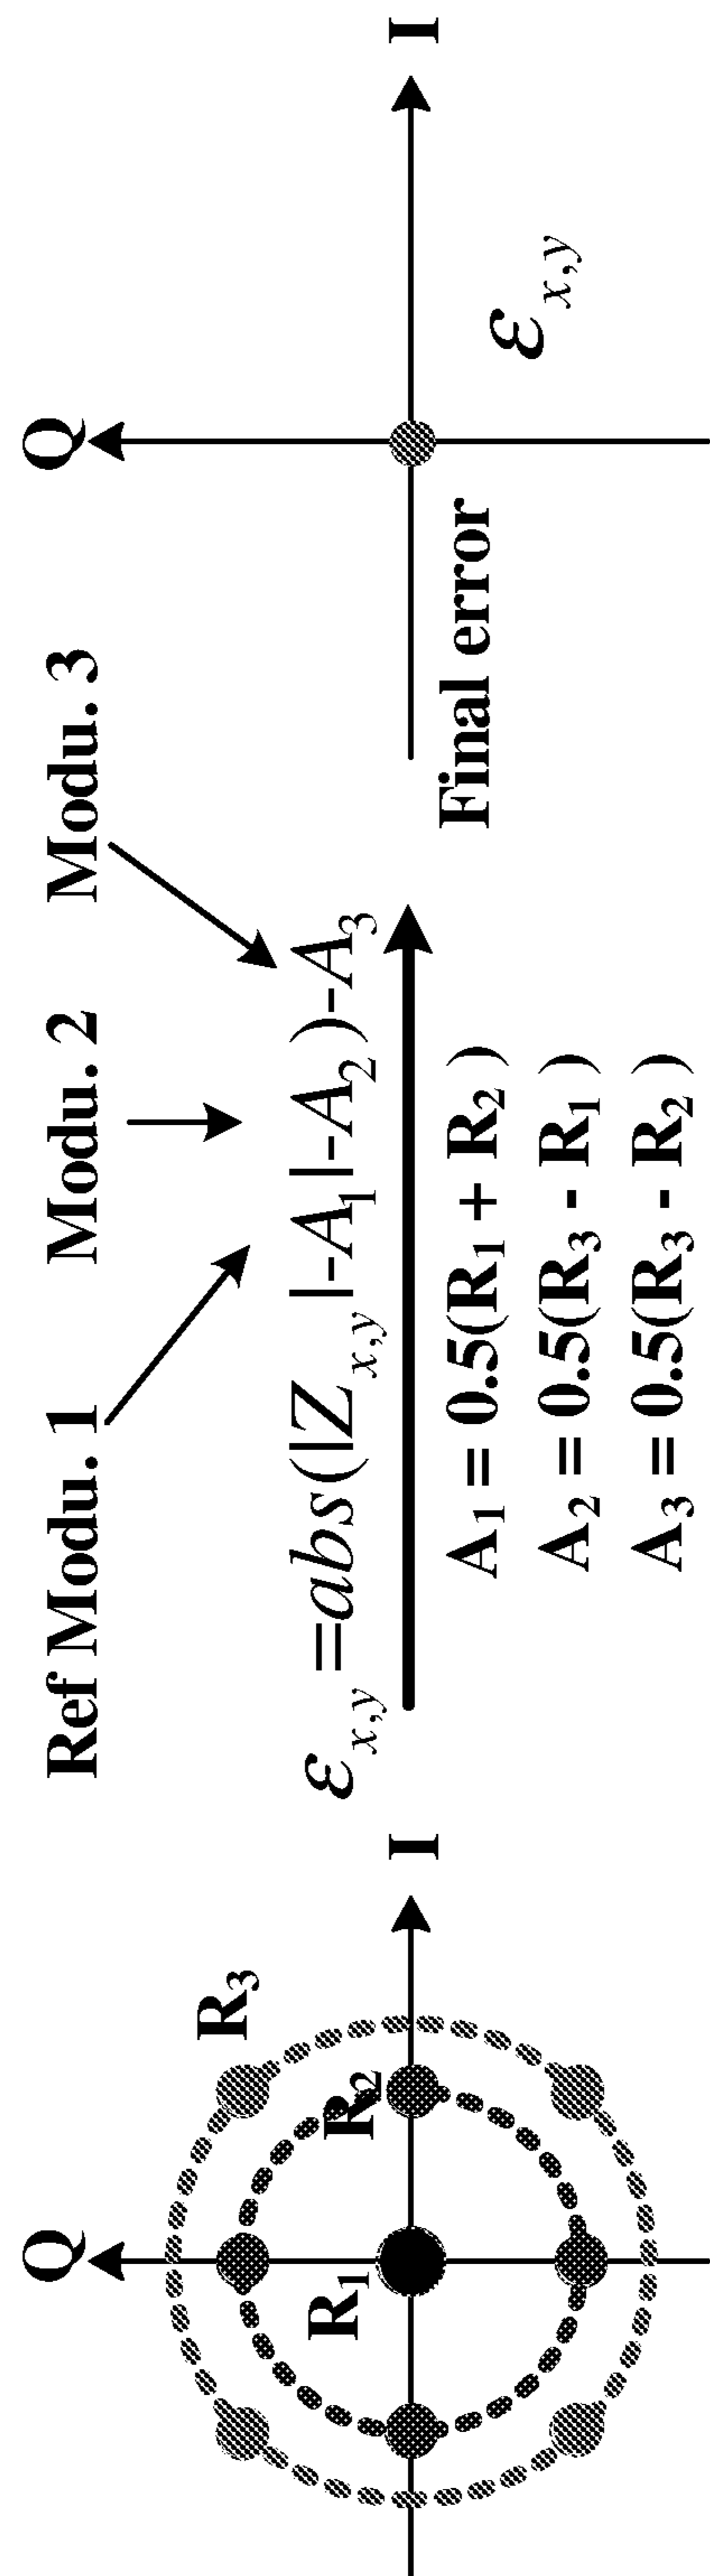 Q
I
R₃
R₂
R₁
Ref Modu. 1
Modu. 2
Modu. 3
εx,y =abs(|Zx,y|-A₁|-A₂)-A₃
A₁ = 0.5(R₁ + R₂ )
A₂ = 0.5(R₃ - R₁ )
A₃ = 0.5(R₃ - R₂ )
Q
I
Final error
εx,y